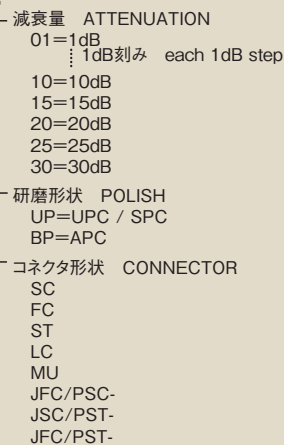 減衰量 ATTENUATION
01＝1dB
1dB刻み each 1dB step
10＝10dB
15＝15dB
20＝20dB
25＝25dB
30＝30dB
研磨形状 POLISH
UP＝UPC / SPC
BP＝APC
コネクタ形状 CONNECTOR
SC
FC
ST
LC
MU
JFC/PSC-
JSC/PST-
JFC/PST-